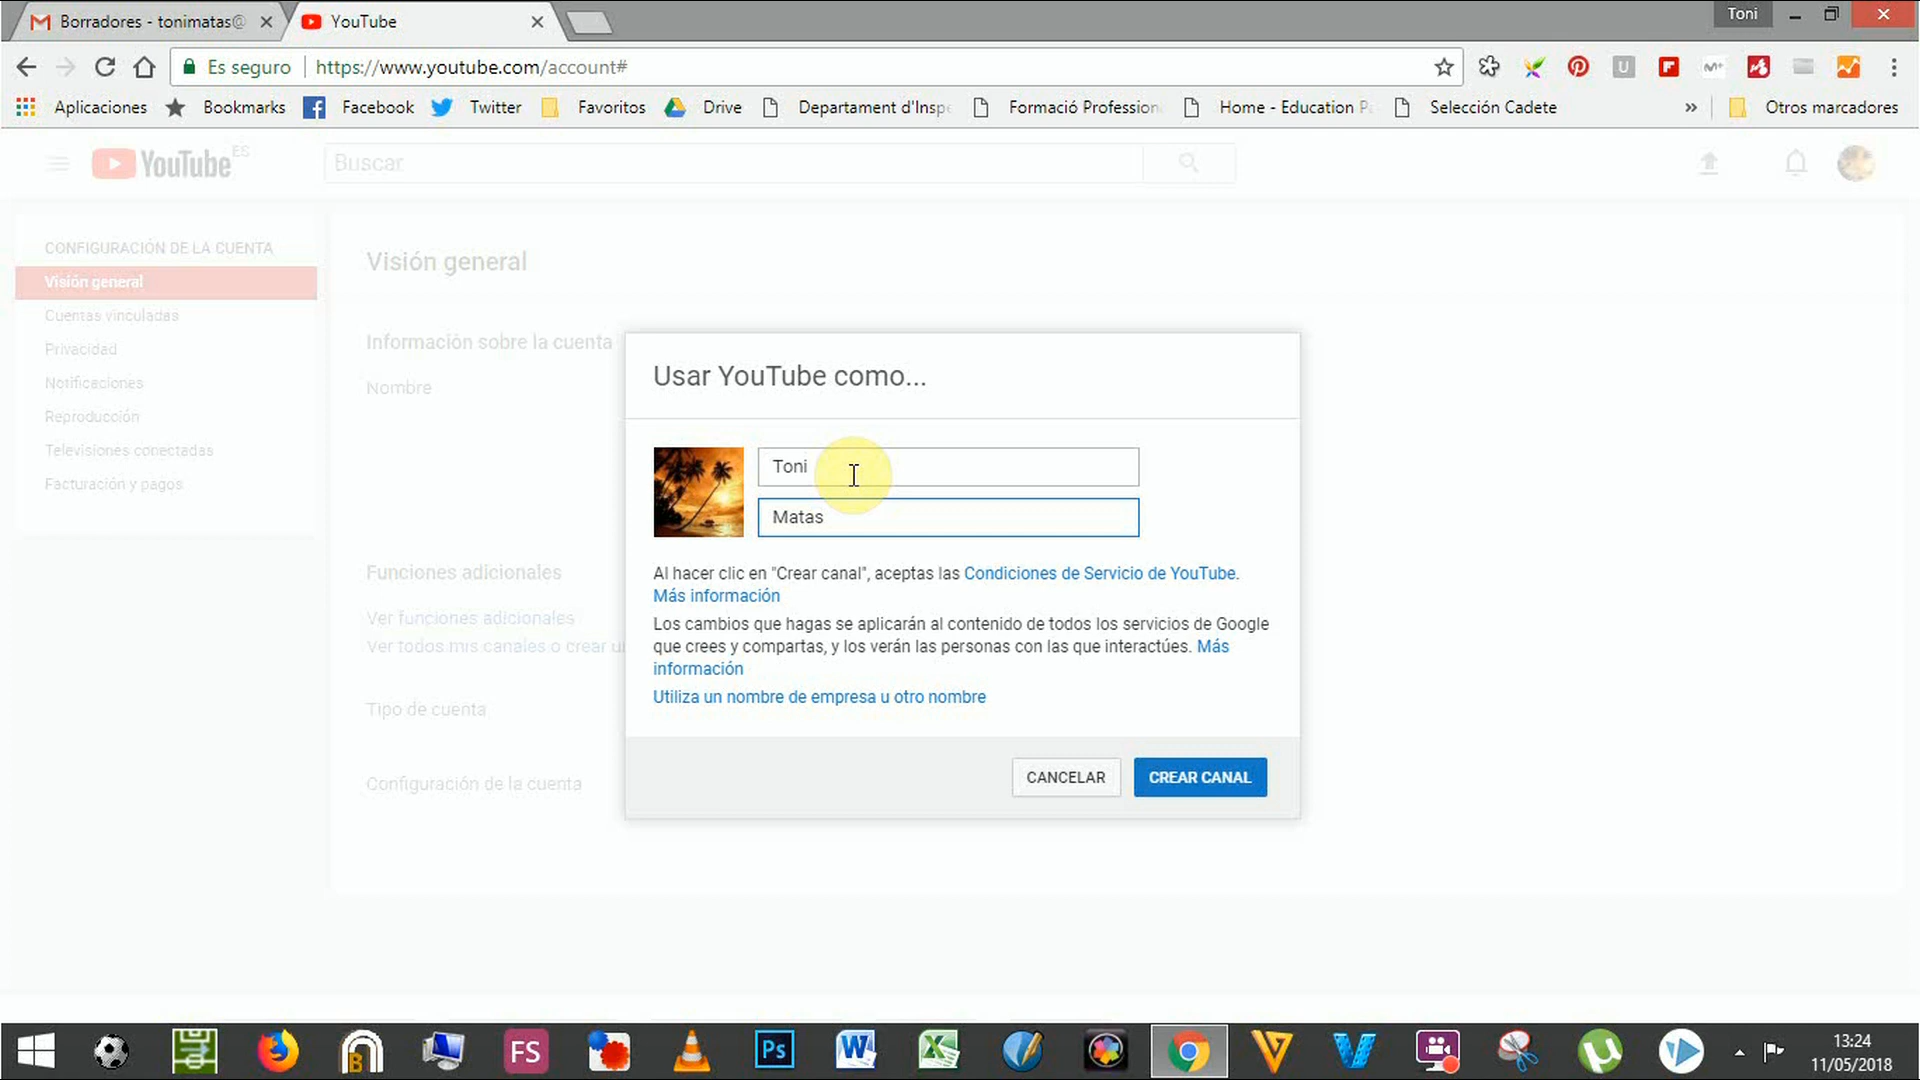 Borradores - tonimatas@
YouTube
Toni
Es seguro
https://www.youtube.com/account#
Aplicaciones
Bookmarks
Facebook
Twitter
Favoritos
Drive
Departament d'Inspe
Formació Profession
Home - Education P
Selección Cadete
»
Otros marcadores
YouTube ES
Buscar
CONFIGURACIÓN DE LA CUENTA
Visión general
Cuentas vinculadas
Privacidad
Notificaciones
Reproducción
Televisiones conectadas
Facturación y pagos
Visión general
Información sobre la cuenta
Nombre
Funciones adicionales
Ver funciones adicionales
Ver todos mis canales o crear u
Tipo de cuenta
Configuración de la cuenta
Usar YouTube como...
Toni
Matas
Al hacer clic en "Crear canal", aceptas las Condiciones de Servicio de YouTube.
Más información
Los cambios que hagas se aplicarán al contenido de todos los servicios de Google
que crees y compartas, y los verán las personas con las que interactúes. Más
información
Utiliza un nombre de empresa u otro nombre
CANCELAR
CREAR CANAL
FS
Ps
13:24
11/05/2018